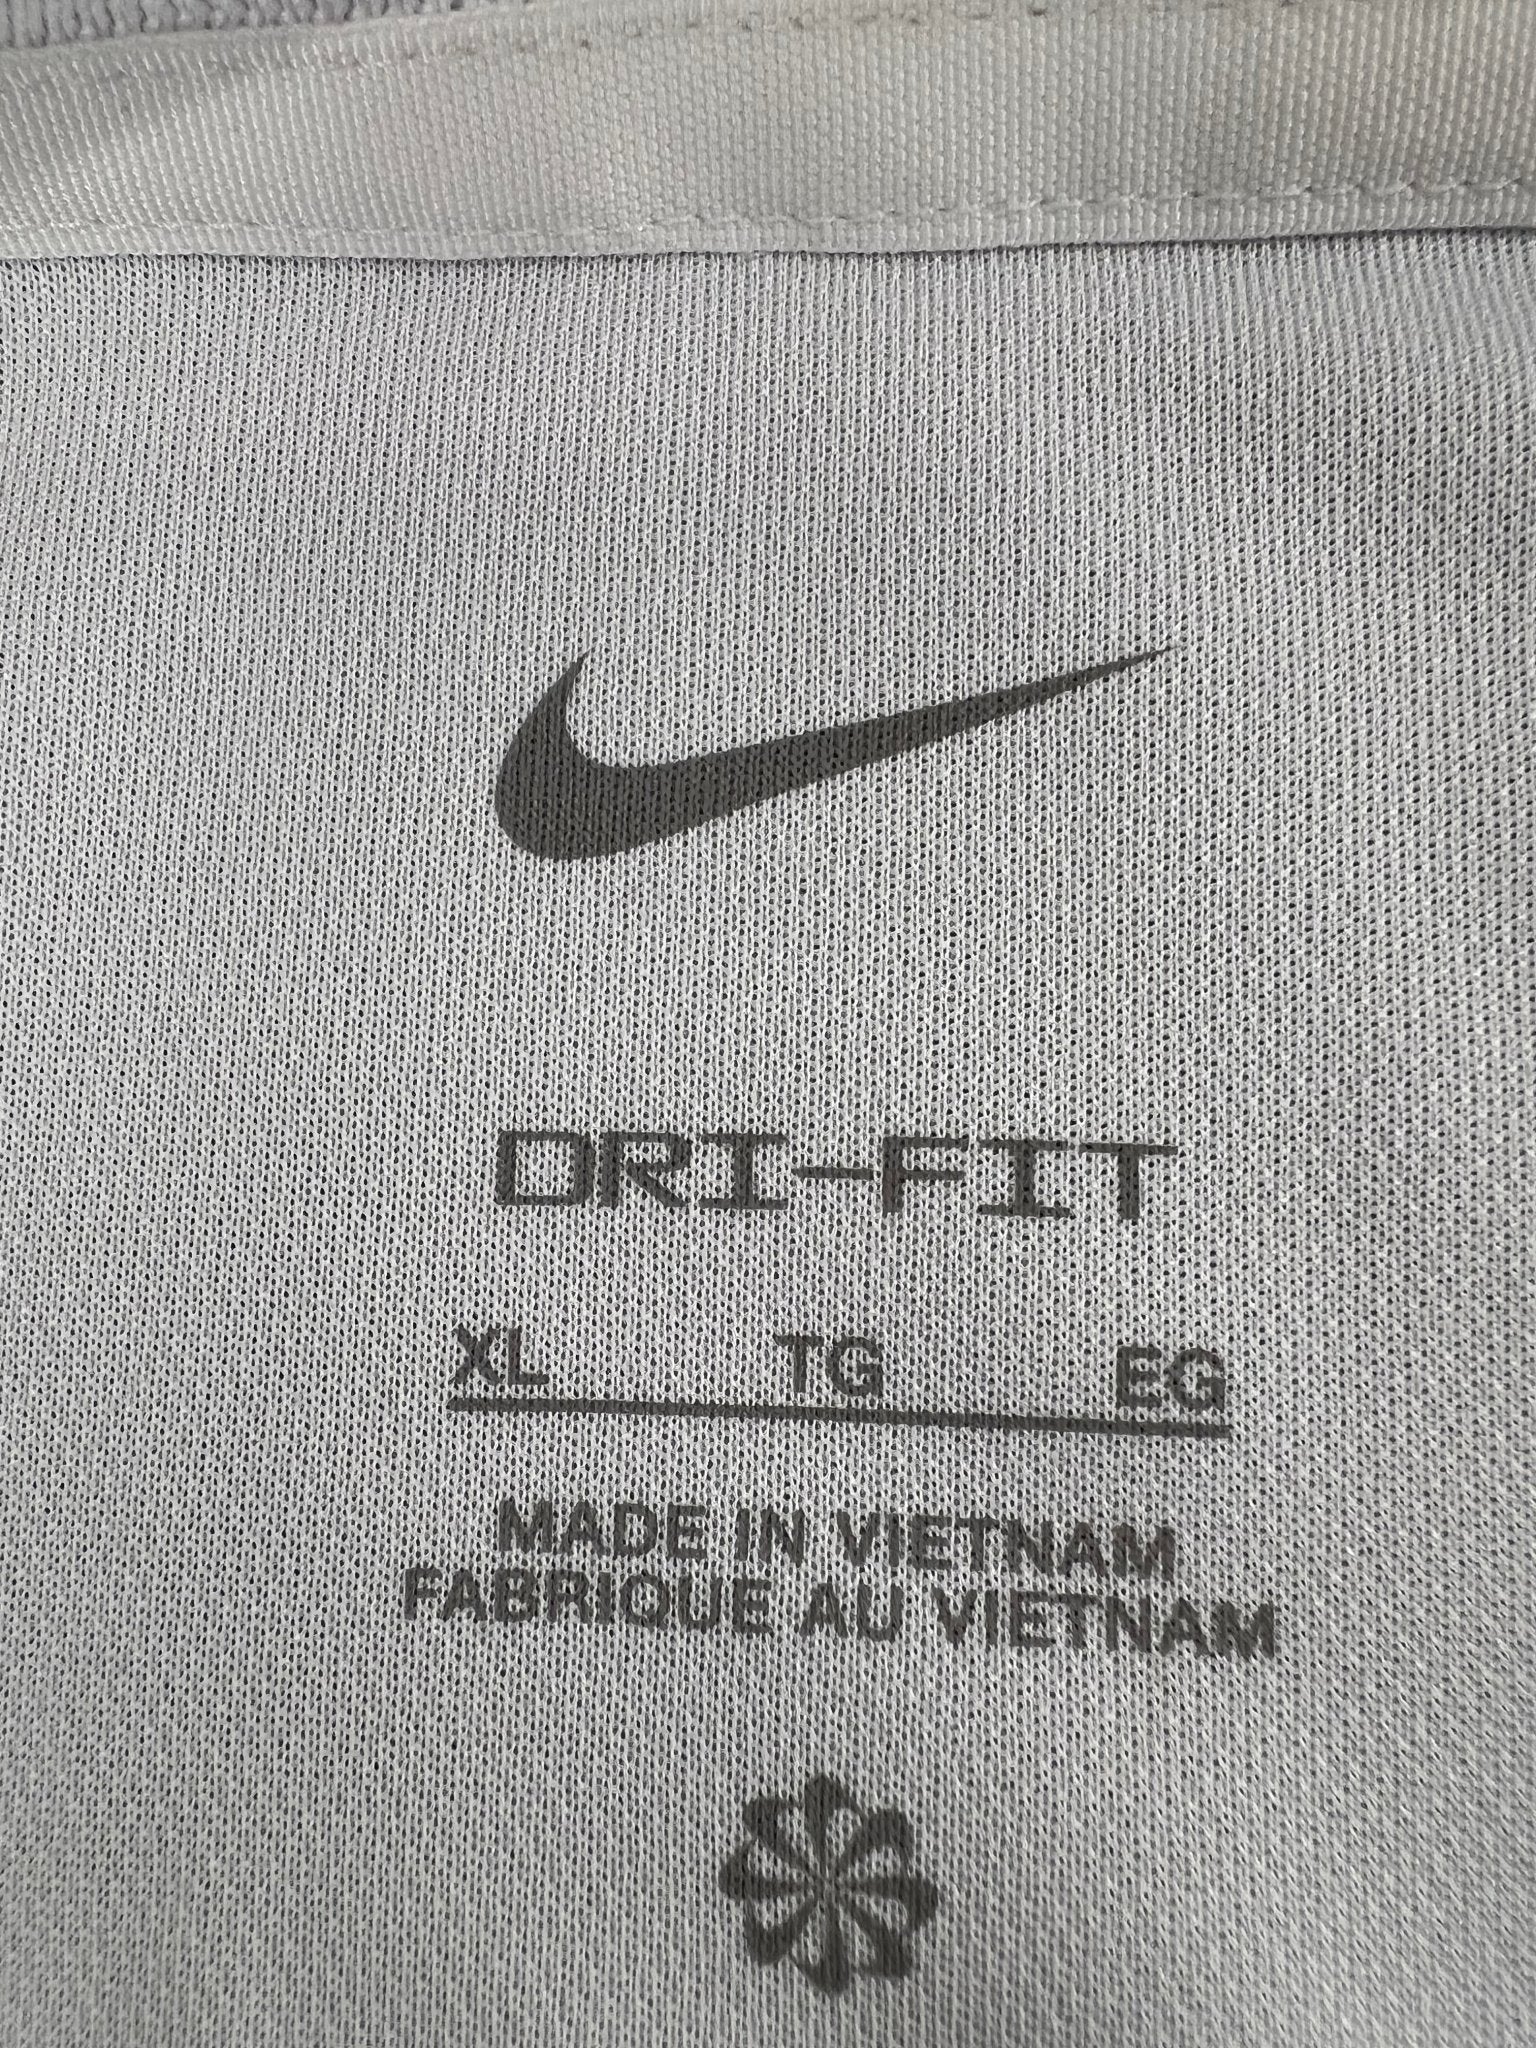 DRI-FIT
XL TG EG
MADE IN VIETNAM
FABRIQUE AU VIETNAM